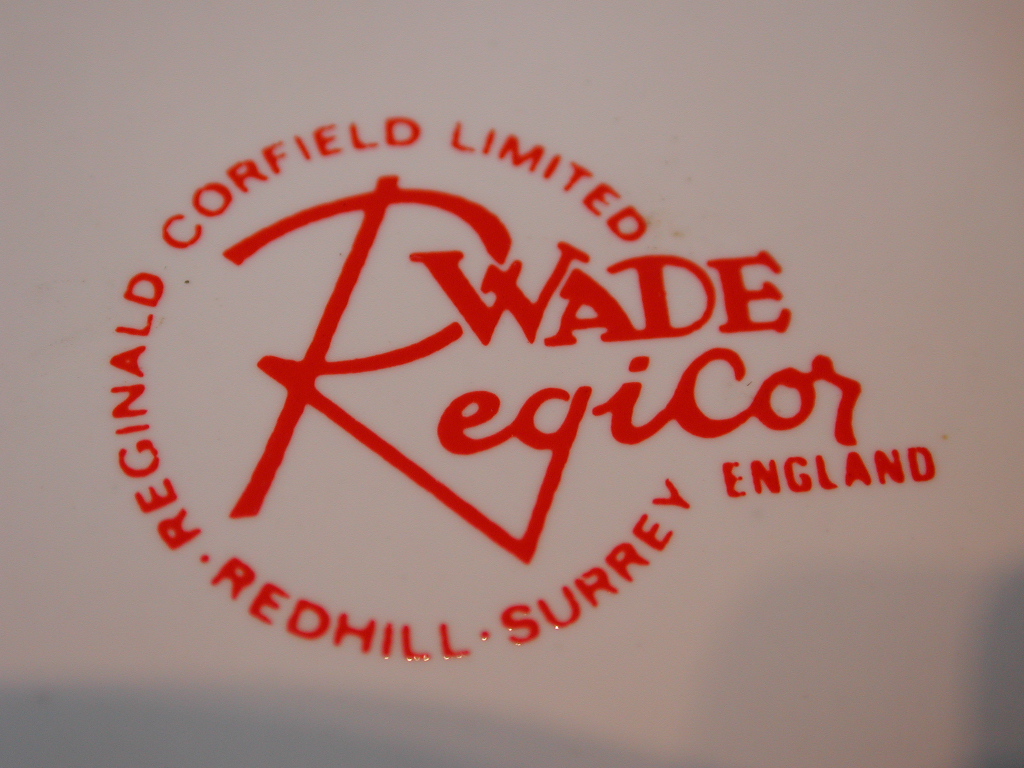 REGINALD CORFIELD LIMITED
WADE
RegiCor
ENGLAND
· REDHILL · SURREY